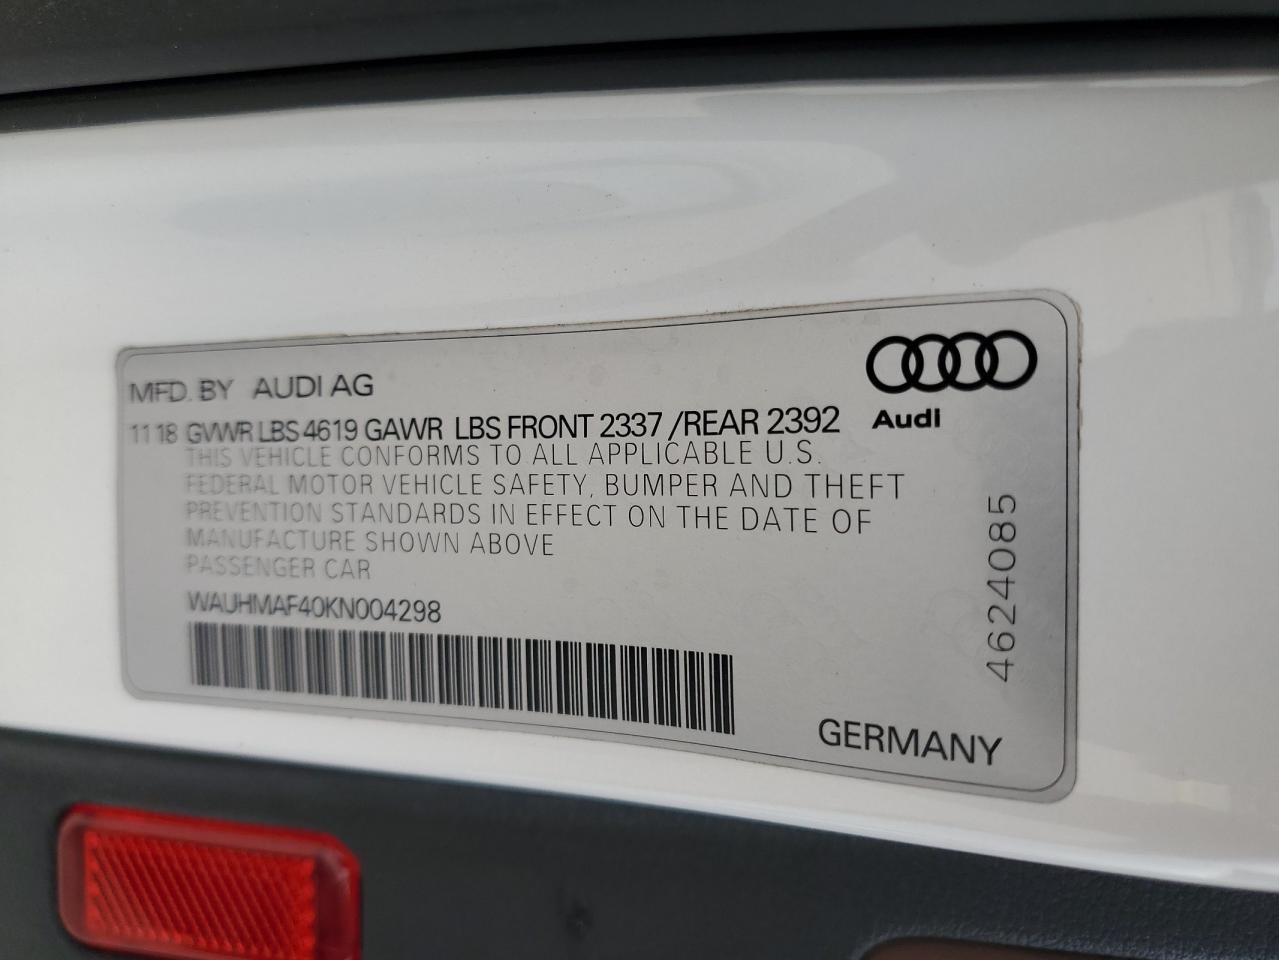 MFD. BY AUDI AG
11 18 GVWR LBS 4619 GAWR LBS FRONT 2337 /REAR 2392
Audi
THIS VEHICLE CONFORMS TO ALL APPLICABLE U.S.
FEDERAL MOTOR VEHICLE SAFETY, BUMPER AND THEFT
PREVENTION STANDARDS IN EFFECT ON THE DATE OF
MANUFACTURE SHOWN ABOVE
PASSENGER CAR
WAUHMAF40KN004298
4624085
GERMANY